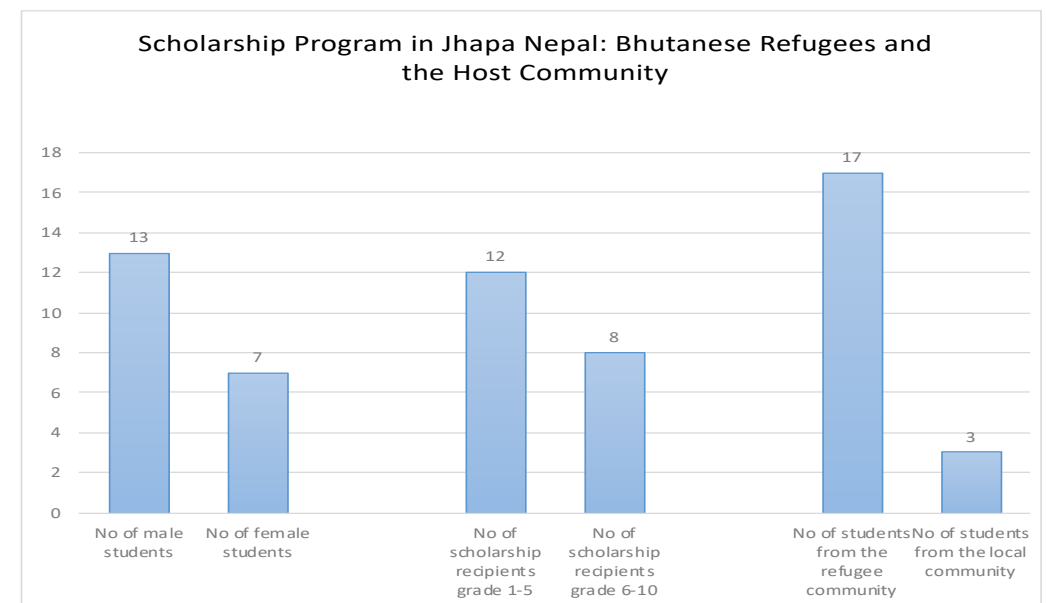 Scholarship Program in Jhapa Nepal: Bhutanese Refugees and
the Host Community
18
16
14
12
10
8
6
4
2
0
13
7
12
8
17
3
No of male
students
No of female
students
No of
scholarship
recipients
grade 1-5
No of
scholarship
recipients
grade 6-10
No of students
from the
refugee
community
No of students
from the local
community